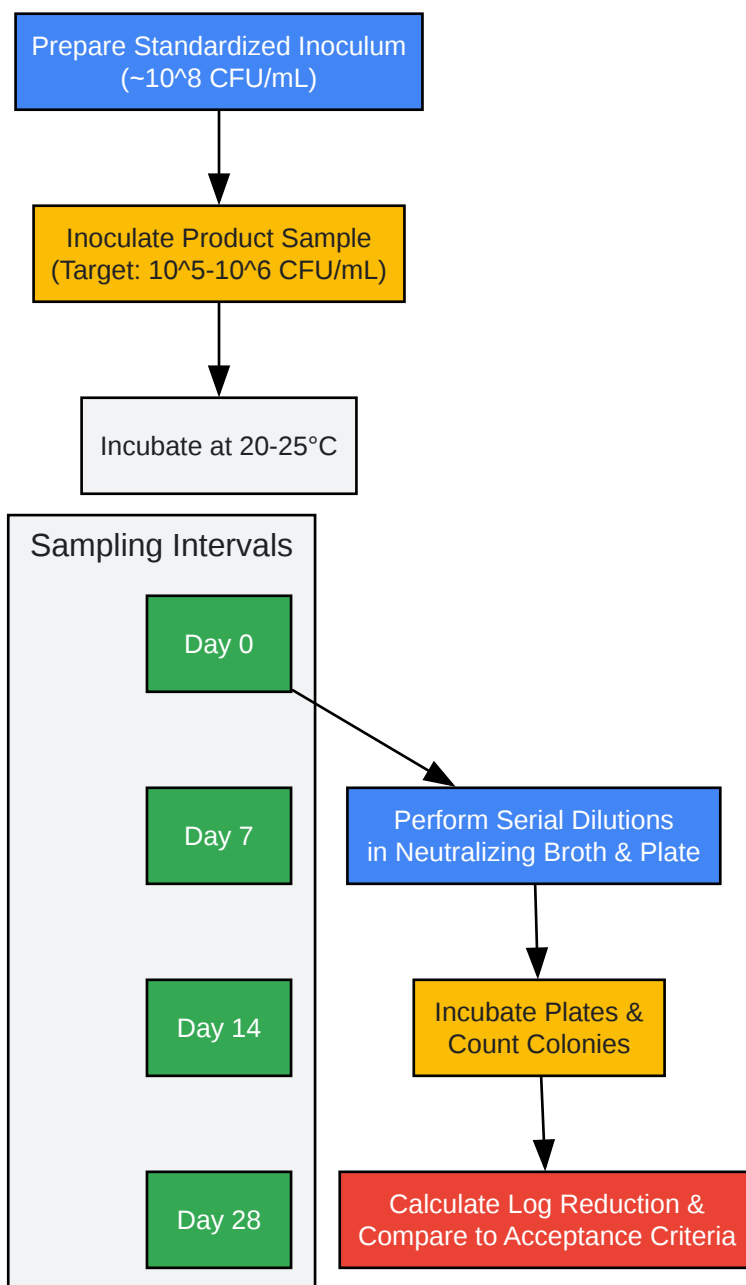 Prepare Standardized Inoculum
(~10^8 CFU/mL)
Inoculate Product Sample
(Target: 10^5-10^6 CFU/mL)
Incubate at 20-25°C
Sampling Intervals
Day 0
Day 7
Perform Serial Dilutions
in Neutralizing Broth & Plate
Day 14
Incubate Plates &
Count Colonies
Day 28
Calculate Log Reduction &
Compare to Acceptance Criteria